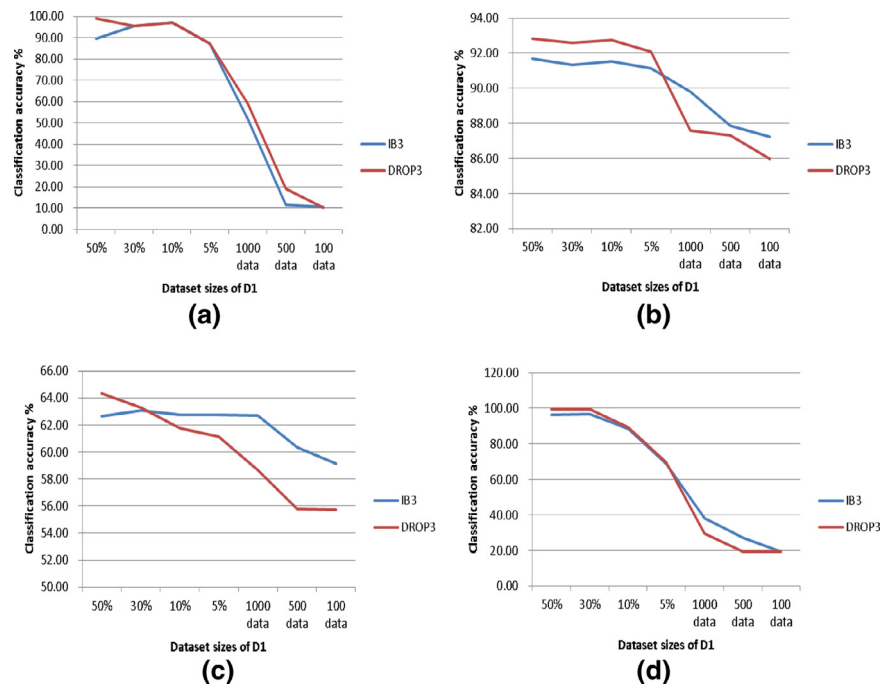 100.00
90.00
80.00
70.00
60.00
50.00
40.00
30.00
20.00
10.00
0.00
Classification accuracy %
50% 30% 10% 5% 1000 500 100
data data data
Dataset sizes of D1
IB3
DROP3
(a)
94.00
92.00
90.00
88.00
86.00
84.00
82.00
Classification accuracy %
50% 30% 10% 5% 1000 500 100
data data data
Dataset sizes of D1
IB3
DROP3
(b)
66.00
64.00
62.00
60.00
58.00
56.00
54.00
52.00
50.00
Classification accuracy %
50% 30% 10% 5% 1000 500 100
data data data
Dataset sizes of D1
IB3
DROP3
(c)
120.00
100.00
80.00
60.00
40.00
20.00
0.00
Classification accuracy %
50% 30% 10% 5% 1000 500 100
data data data
Dataset sizes of D1
IB3
DROP3
(d)